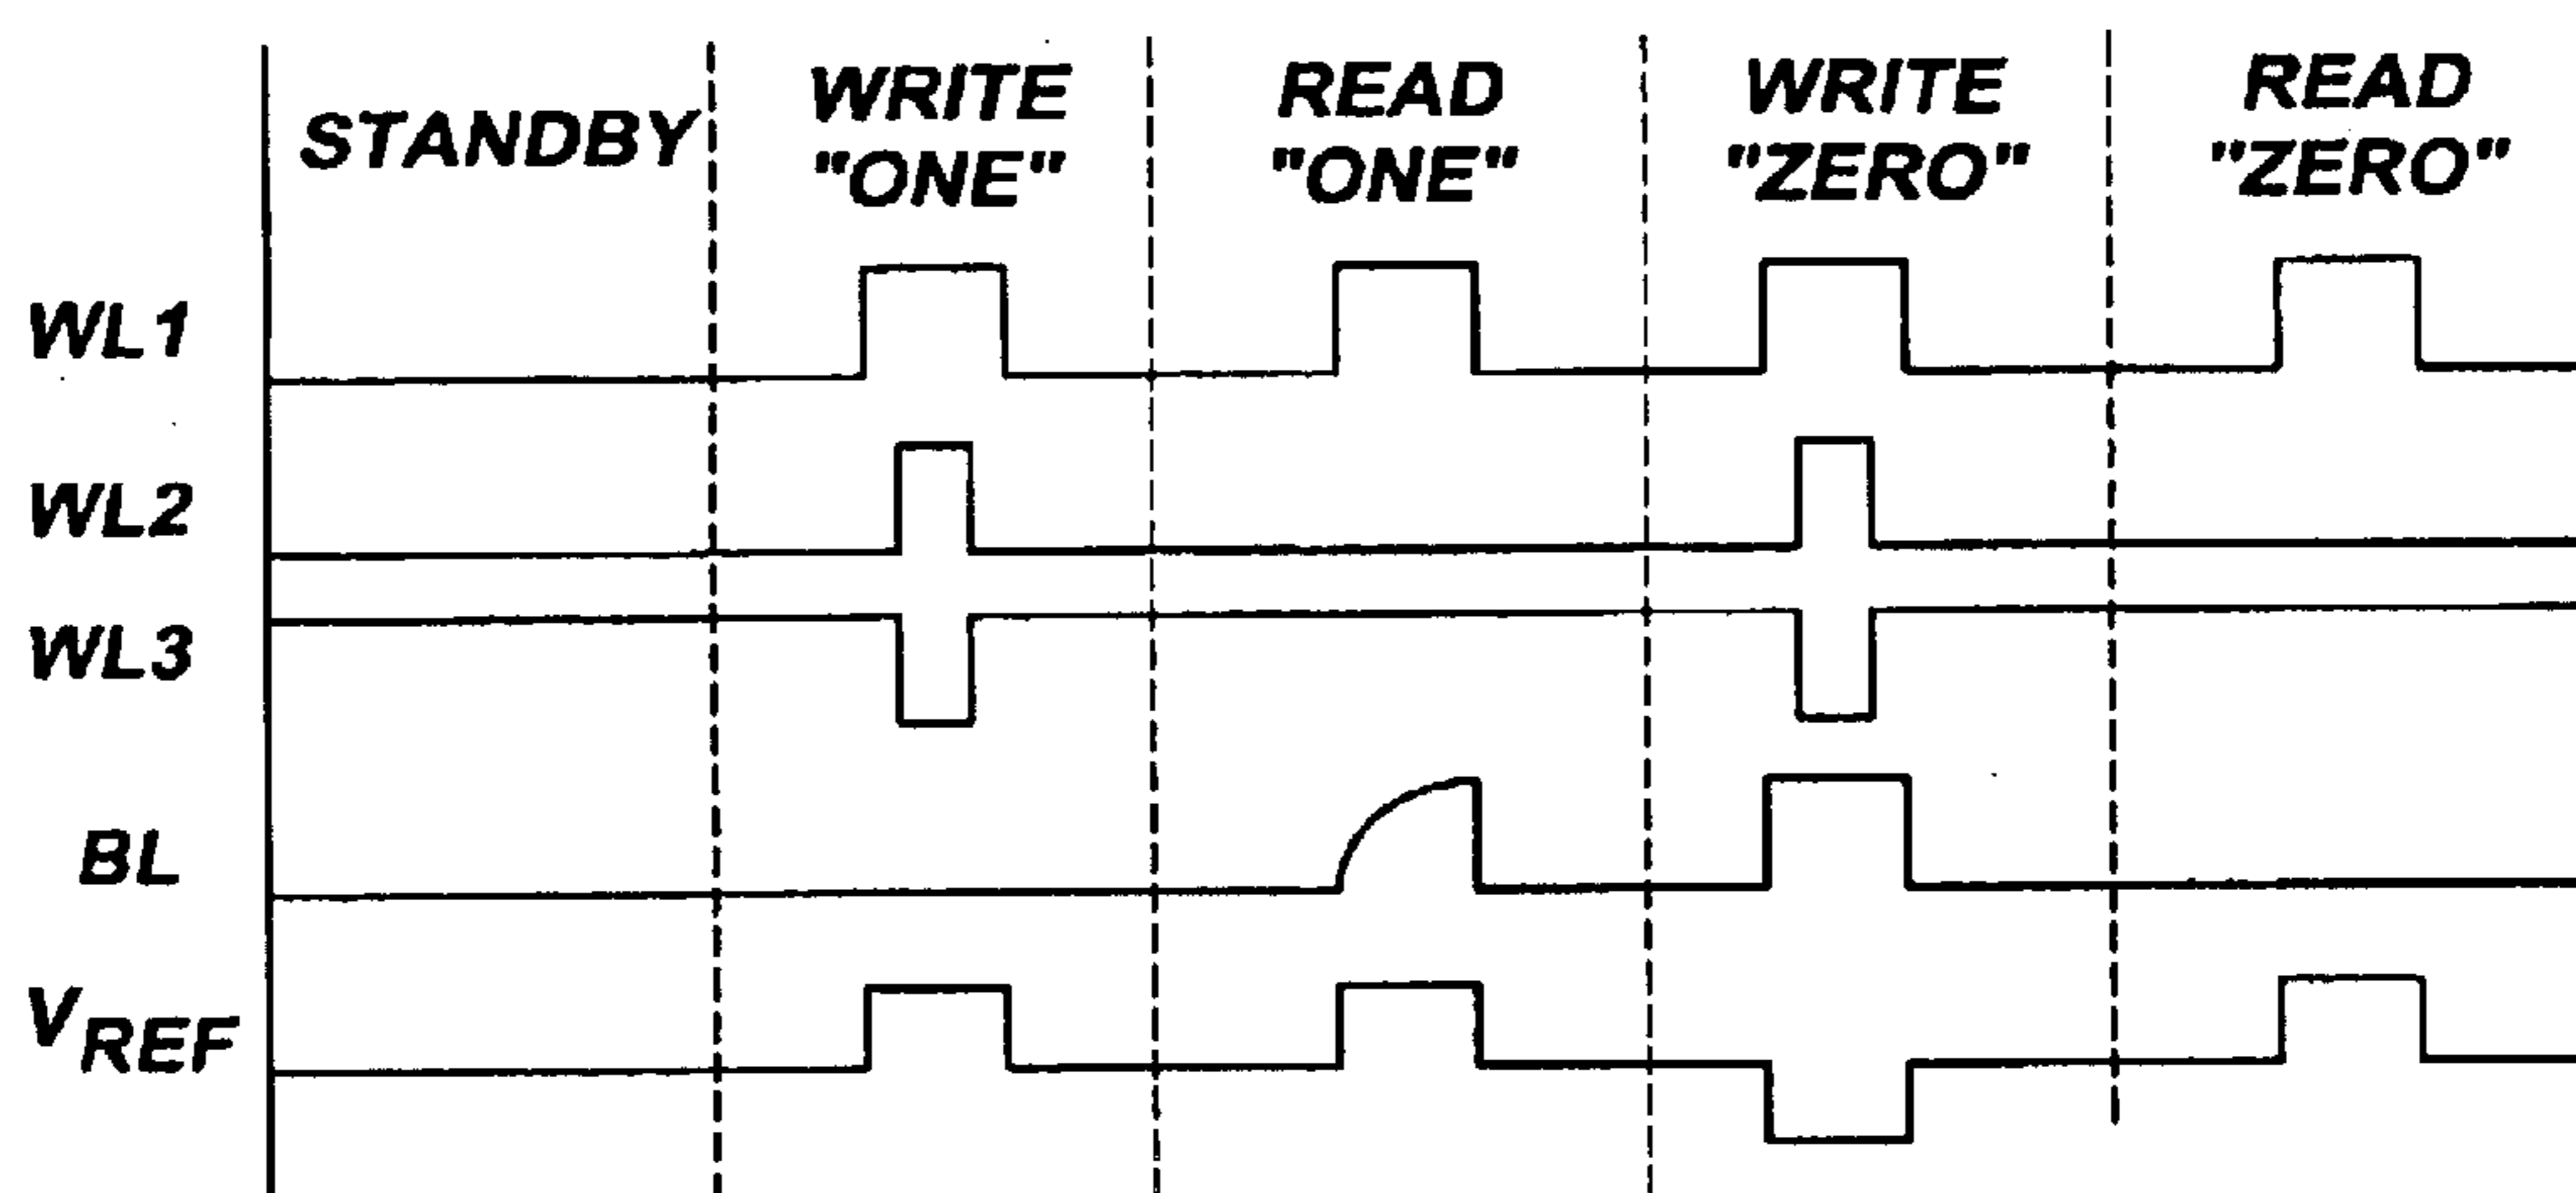 STANDBY
WRITE
"ONE"
READ
"ONE"
WRITE
"ZERO"
READ
"ZERO"
WL1
WL2
WL3
BL
VREF